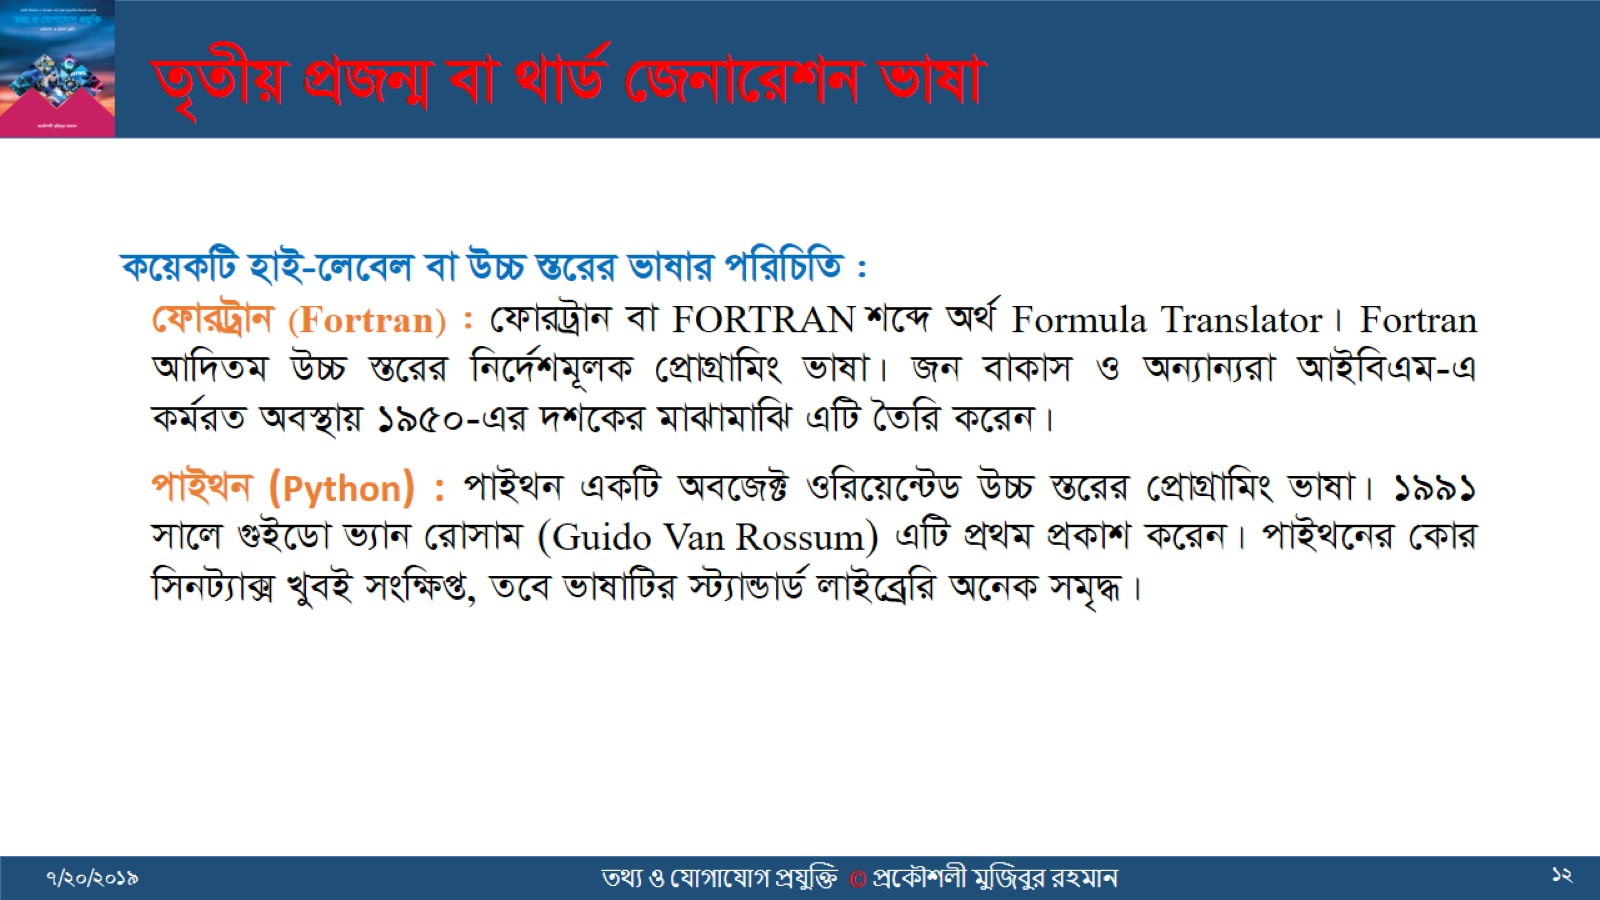 তথ্য ও যোগাযোগ প্রযুক্তি
তৃতীয় প্রজন্ম বা থার্ড জেনারেশন ভাষা
কয়েকটি হাই-লেবেল বা উচ্চ স্তরের ভাষার পরিচিতি :
ফোরট্রান (Fortran) : ফোরট্রান বা FORTRAN শব্দে অর্থ Formula Translator। Fortran
আদিতম উচ্চ স্তরের নির্দেশমূলক প্রোগ্রামিং ভাষা। জন বাকাস ও অন্যান্যরা আইবিএম-এ
কর্মরত অবস্থায় ১৯৫০-এর দশকের মাঝামাঝি এটি তৈরি করেন।
পাইথন (Python) : পাইথন একটি অবজেক্ট ওরিয়েন্টেড উচ্চ স্তরের প্রোগ্রামিং ভাষা। ১৯৯১
সালে গুইডো ভ্যান রোসাম (Guido Van Rossum) এটি প্রথম প্রকাশ করেন। পাইথনের কোর
সিনট্যাক্স খুবই সংক্ষিপ্ত, তবে ভাষাটির স্ট্যান্ডার্ড লাইব্রেরি অনেক সমৃদ্ধ।
৭/২০/২০১৯
তথ্য ও যোগাযোগ প্রযুক্তি © প্রকৌশলী মুজিবুর রহমান
১২